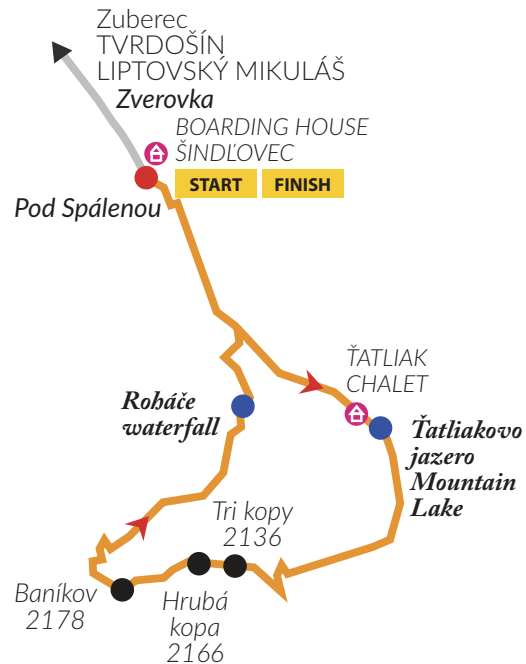 Zuberec
TVRDOŠÍN
LIPTOVSKÝ MIKULÁŠ
Zverovka
BOARDING HOUSE
ŠINDĽOVEC
START FINISH
Pod Spálenou
ŤATLIAK
CHALET
Roháče
waterfall
Ťatliakovo
jazero
Mountain
Lake
Tri kopy
2136
Baníkov
2178
Hrubá
kopa
2166